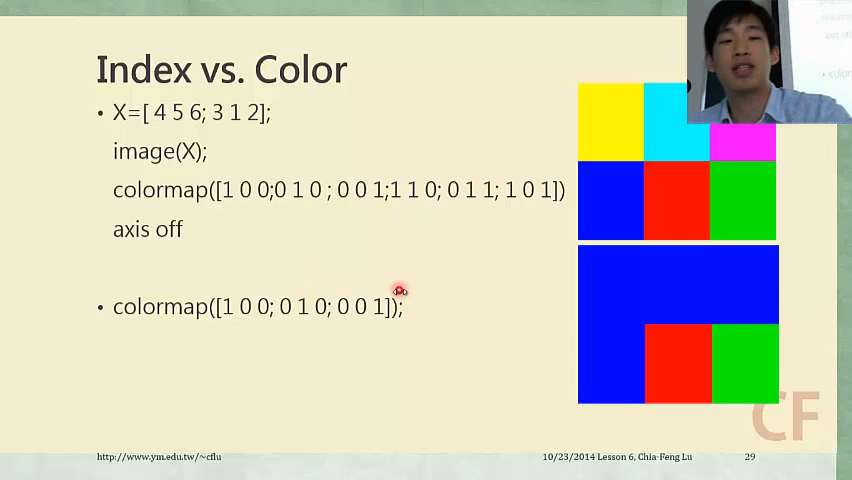 Index vs. Color
• X=[ 4 5 6; 3 1 2];
image(X);
colormap([1 0 0;0 1 0 ; 0 0 1;1 1 0; 0 1 1; 1 0 1])
axis off
• colormap([1 0 0; 0 1 0; 0 0 1]);
axis off
• color
CF
http://www.ym.edu.tw/~cflu
10/23/2014 Lesson 6, Chia-Feng Lu
29